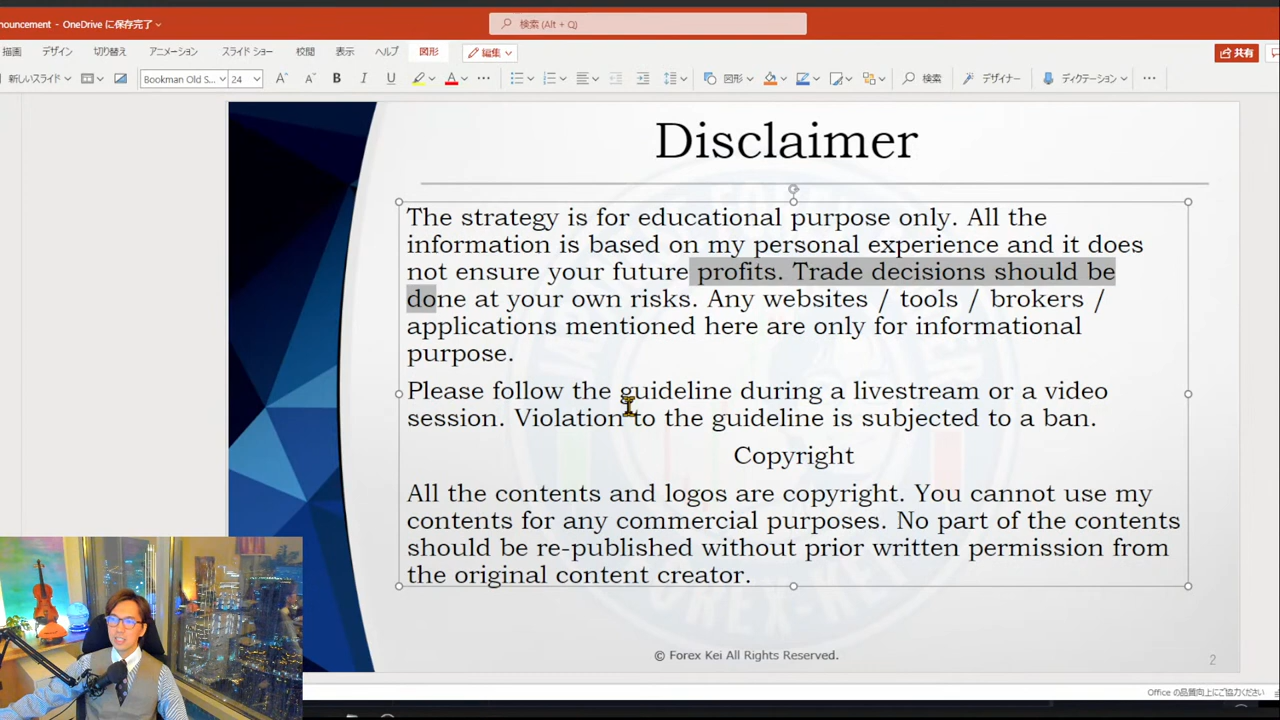 nouncement - OneDrive に保存完了
検索 (Alt + Q)
描画 デザイン 切り替え アニメーション スライド ショー 校閲 表示 ヘルプ 図形 編集 共有
新しいスライド Bookman Old S... 24 B I U A ... 図形 検索 デザイナー ディクテーション ...
Disclaimer
The strategy is for educational purpose only. All the
information is based on my personal experience and it does
not ensure your future profits. Trade decisions should be
done at your own risks. Any websites / tools / brokers /
applications mentioned here are only for informational
purpose.
Please follow the guideline during a livestream or a video
session. Violation to the guideline is subjected to a ban.
Copyright
All the contents and logos are copyright. You cannot use my
contents for any commercial purposes. No part of the contents
should be re-published without prior written permission from
the original content creator.
© Forex Kei All Rights Reserved.
2
Office の品質向上にご協力ください